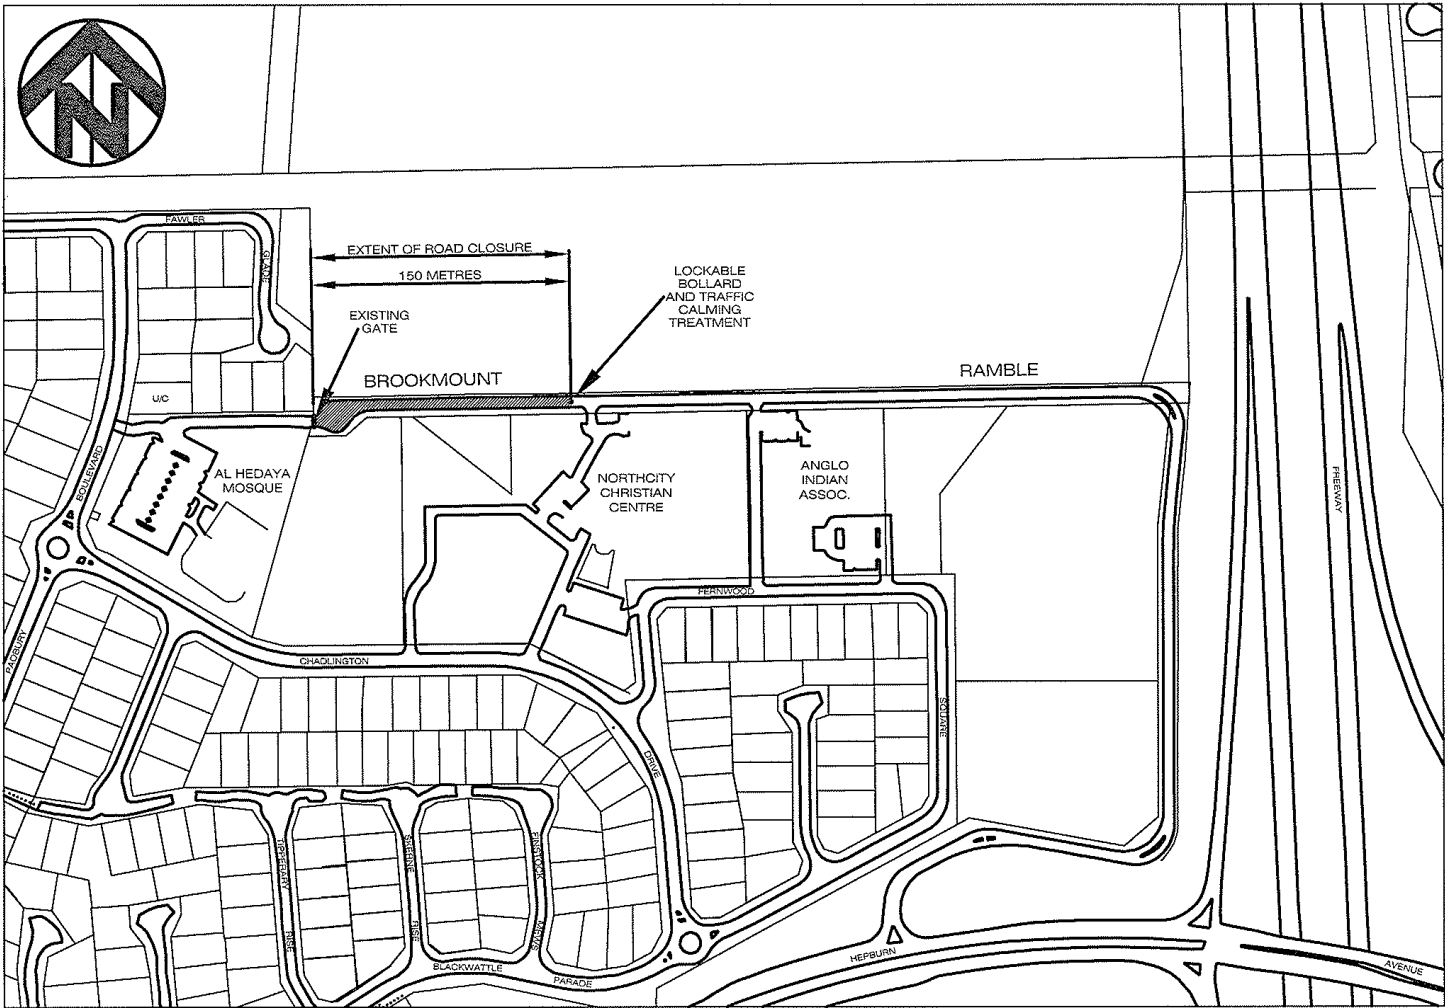 N
FAWLER
GLADE
EXTENT OF ROAD CLOSURE
150 METRES
LOCKABLE
BOLLARD
AND TRAFFIC
CALMING
TREATMENT
EXISTING
GATE
BROOKMOUNT
RAMBLE
U/C
BOULEVARD
AL HEDAYA
MOSQUE
NORTHCITY
CHRISTIAN
CENTRE
ANGLO
INDIAN
ASSOC.
FREEWAY
FERNWOOD
PADBURY
CHADLINGTON
SQUARE
DRIVE
TIPPERARY
RISE
SKERNE
RISE
FINSTOCK
MEWS
BLACKWATTLE
PARADE
HEPBURN
AVENUE